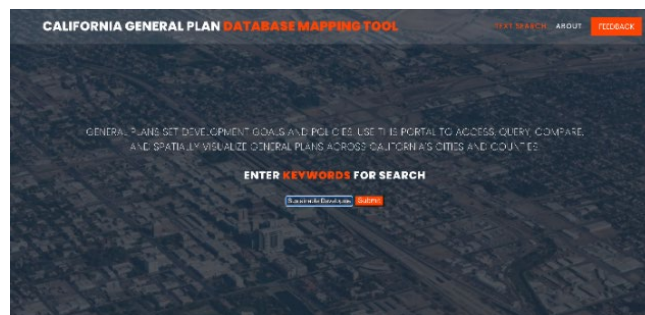 CALIFORNIA GENERAL PLAN DATABASE MAPPING TOOL
TEXT SEARCH ABOUT FEEDBACK
GENERAL PLANS SET DEVELOPMENT GOALS AND POLICIES. USE THIS PORTAL TO ACCESS, QUERY, COMPARE,
AND SPATIALLY VISUALIZE GENERAL PLANS ACROSS CALIFORNIA'S CITIES AND COUNTIES.
ENTER KEYWORDS FOR SEARCH
Submit